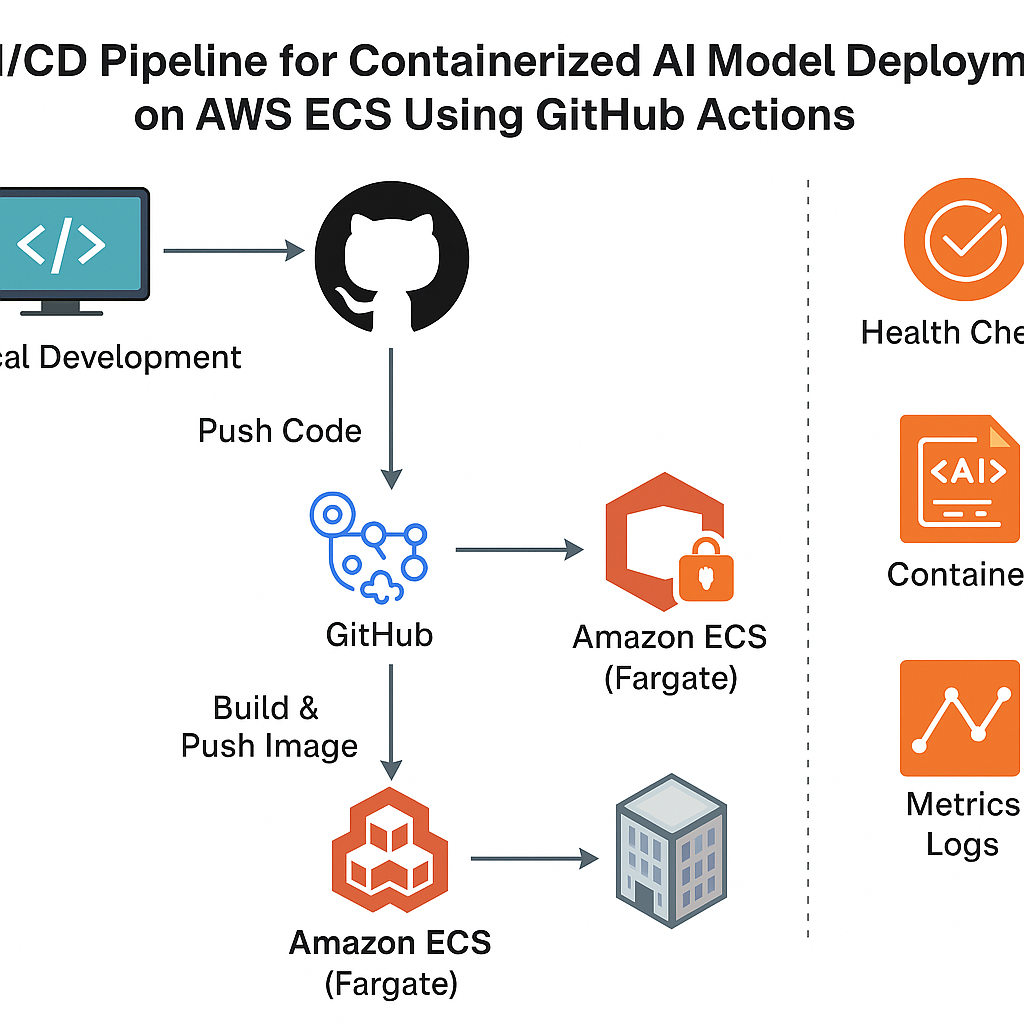 I/CD Pipeline for Containerized AI Model Deploym
on AWS ECS Using GitHub Actions
</>
cal Development
Push Code
GitHub
Build &
Push Image
Amazon ECS
(Fargate)
Amazon ECS
(Fargate)
Health Che
<AI>
Containe
Metrics
Logs